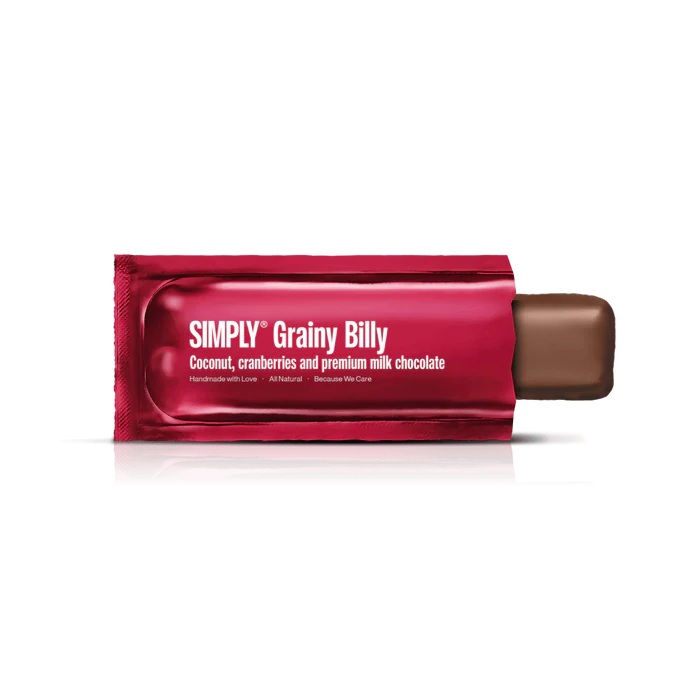 SIMPLY® Grainy Billy
Coconut, cranberries and premium milk chocolate
Handmade with Love · All Natural · Because We Care